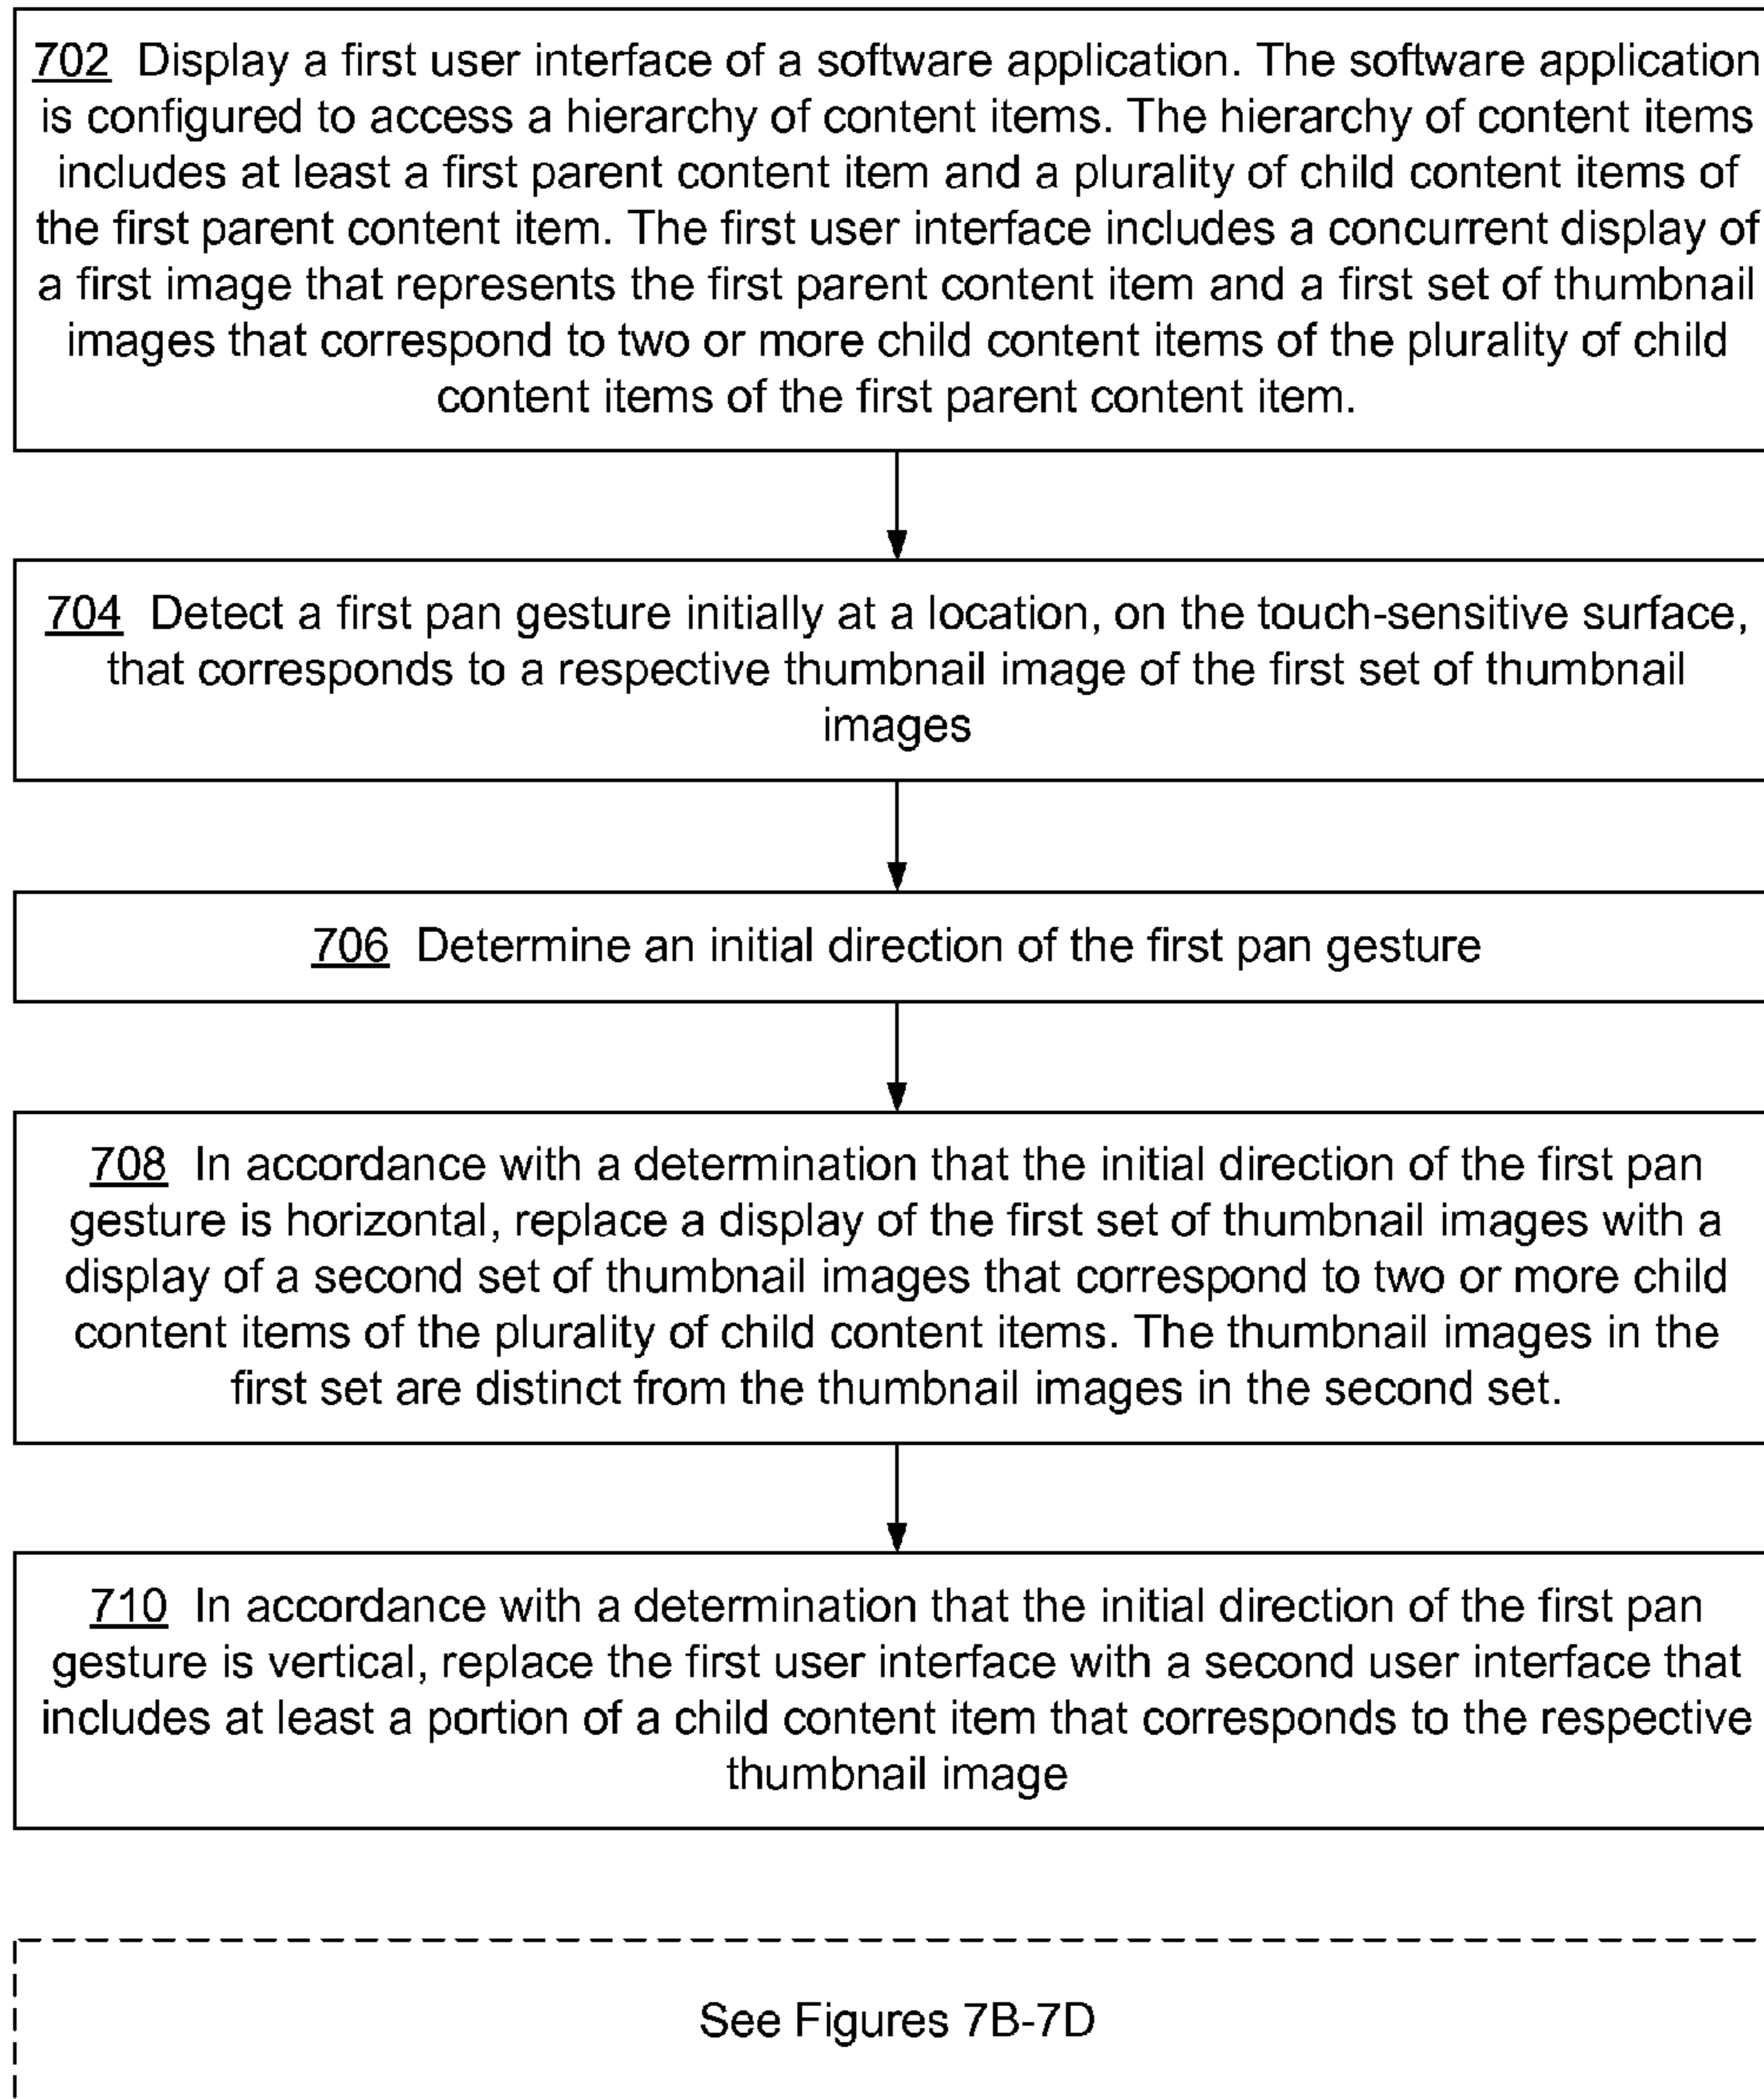 702 Display a first user interface of a software application. The software application
is configured to access a hierarchy of content items. The hierarchy of content items
includes at least a first parent content item and a plurality of child content items of
the first parent content item. The first user interface includes a concurrent display of
a first image that represents the first parent content item and a first set of thumbnail
images that correspond to two or more child content items of the plurality of child
content items of the first parent content item.
704 Detect a first pan gesture initially at a location, on the touch-sensitive surface,
that corresponds to a respective thumbnail image of the first set of thumbnail
images
706 Determine an initial direction of the first pan gesture
708 In accordance with a determination that the initial direction of the first pan
gesture is horizontal, replace a display of the first set of thumbnail images with a
display of a second set of thumbnail images that correspond to two or more child
content items of the plurality of child content items. The thumbnail images in the
first set are distinct from the thumbnail images in the second set.
710 In accordance with a determination that the initial direction of the first pan
gesture is vertical, replace the first user interface with a second user interface that
includes at least a portion of a child content item that corresponds to the respective
thumbnail image
See Figures 7B-7D